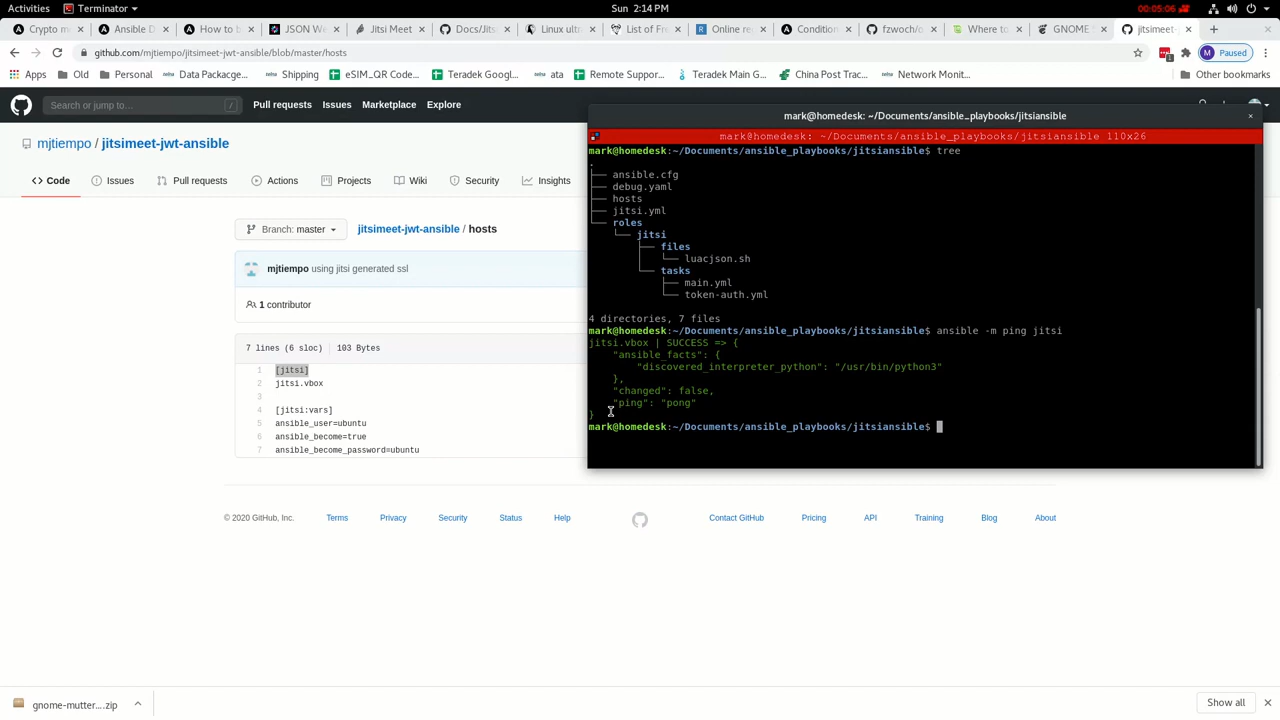 Activities
Terminator
Sun 2:14 PM
00:05:06
Crypto m
Ansible D
How to b
JSON We
Jitsi Meet
Docs/Jits
Linux ult
List of Fre
Online re
Condition
fzwoch/o
Where to
GNOME
jitsimeet-
github.com/mjtiempo/jitsimeet-jwt-ansible/blob/master/hosts
1
M
Paused
Apps
Old
Personal
Data Package...
Shipping
eSIM_QR Code...
Teradek Googl...
ata
Remote Suppor...
Teradek Main G...
China Post Trac...
Network Monit...
Other bookmarks
Search or jump to...
/
Pull requests
Issues
Marketplace
Explore
mjtiempo / jitsimeet-jwt-ansible
Code
Issues
Pull requests
Actions
Projects
Wiki
Security
Insights
Branch: master
jitsimeet-jwt-ansible / hosts
mjtiempo using jitsi generated ssl
1 contributor
7 lines (6 sloc)
103 Bytes
1 [jitsi]
2 jitsi.vbox
3
4 [jitsi:vars]
5 ansible_user=ubuntu
6 ansible_become=true
7 ansible_become_password=ubuntu
© 2020 GitHub, Inc.
Terms
Privacy
Security
Status
Help
Contact GitHub
Pricing
API
Training
Blog
About
mark@homedesk: ~/Documents/ansible_playbooks/jitsiansible
×
mark@homedesk: ~/Documents/ansible_playbooks/jitsiansible 110x26
mark@homedesk:~/Documents/ansible_playbooks/jitsiansible$ tree
.
├── ansible.cfg
├── debug.yaml
├── hosts
├── jitsi.yml
└── roles
    └── jitsi
        ├── files
        │   └── luacjson.sh
        └── tasks
            ├── main.yml
            └── token-auth.yml
4 directories, 7 files
mark@homedesk:~/Documents/ansible_playbooks/jitsiansible$ ansible -m ping jitsi
jitsi.vbox | SUCCESS => {
    "ansible_facts": {
        "discovered_interpreter_python": "/usr/bin/python3"
    },
    "changed": false,
    "ping": "pong"
}
mark@homedesk:~/Documents/ansible_playbooks/jitsiansible$
gnome-mutter....zip
Show all